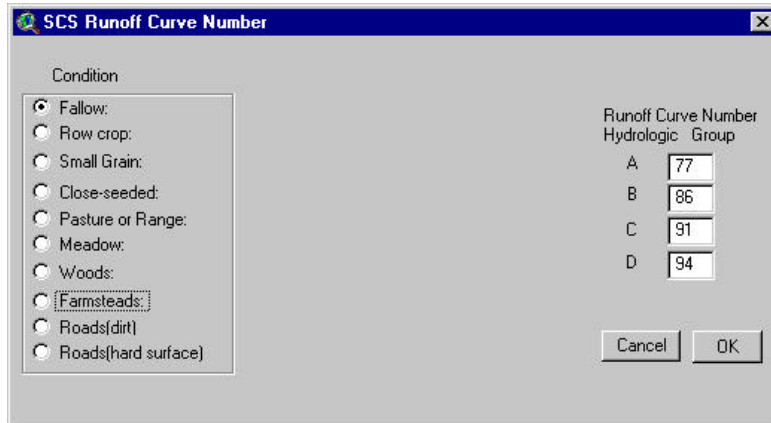 SCS Runoff Curve Number
Condition
Fallow:
Row crop:
Small Grain:
Close-seeded:
Pasture or Range:
Meadow:
Woods:
Farmsteads:
Roads(dirt)
Roads(hard surface)
Runoff Curve Number
Hydrologic Group
A 77
B 86
C 91
D 94
Cancel OK